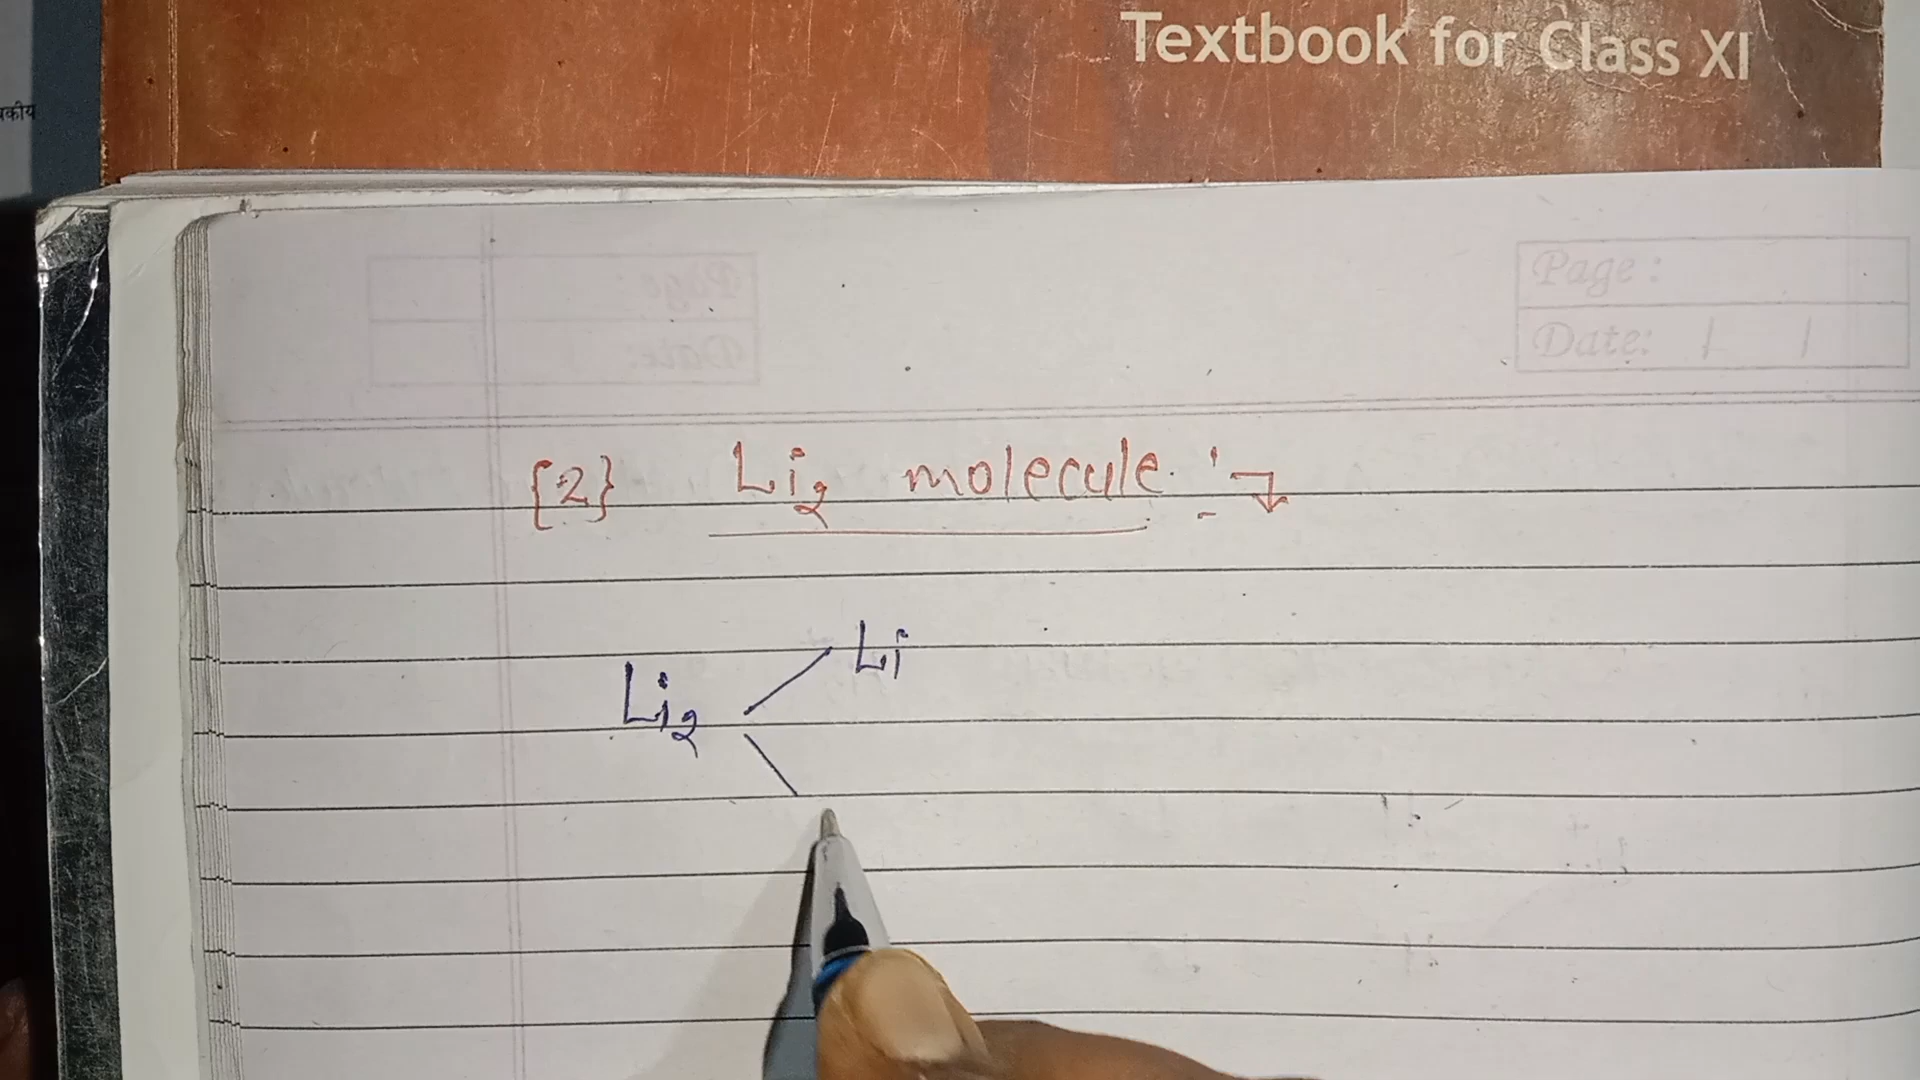 Textbook for Class XI
Page :
Date: / /
{2} Li2 molecule :
Li
Li2